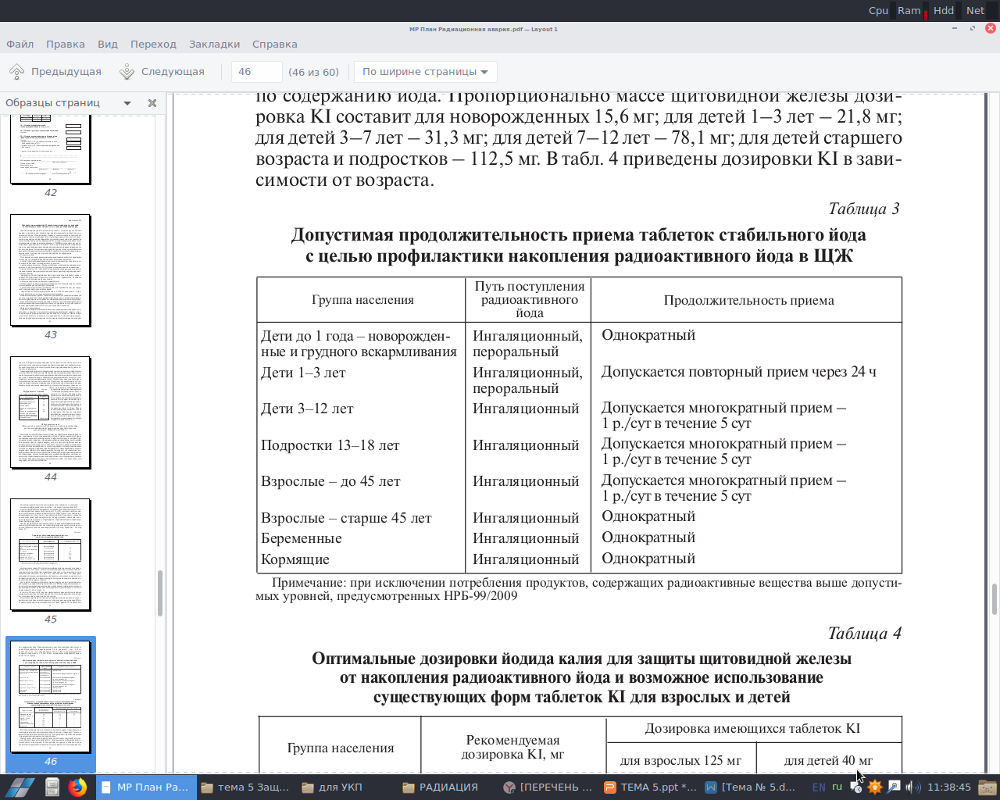 Cpu Ram Hdd Net
МР План Радиационная авария.pdf — Layout 1
Файл Правка Вид Переход Закладки Справка
Предыдущая Следующая 46 (46 из 60) По ширине страницы
Образцы страниц
42
43
44
45
46
по содержанию йода. Пропорционально массе щитовидной железы дози-
ровка KI составит для новорожденных 15,6 мг; для детей 1–3 лет – 21,8 мг;
для детей 3–7 лет – 31,3 мг; для детей 7–12 лет – 78,1 мг; для детей старшего
возраста и подростков – 112,5 мг. В табл. 4 приведены дозировки KI в зави-
симости от возраста.
Таблица 3
Допустимая продолжительность приема таблеток стабильного йода
с целью профилактики накопления радиоактивного йода в ЩЖ
Группа населения
Путь поступления
радиоактивного
йода
Продолжительность приема
Дети до 1 года – новорожден-
ные и грудного вскармливания
Ингаляционный,
пероральный
Однократный
Дети 1–3 лет
Ингаляционный,
пероральный
Допускается повторный прием через 24 ч
Дети 3–12 лет
Ингаляционный
Допускается многократный прием –
1 р./сут в течение 5 сут
Подростки 13–18 лет
Ингаляционный
Допускается многократный прием –
1 р./сут в течение 5 сут
Взрослые – до 45 лет
Ингаляционный
Допускается многократный прием –
1 р./сут в течение 5 сут
Взрослые – старше 45 лет
Ингаляционный
Однократный
Беременные
Ингаляционный
Однократный
Кормящие
Ингаляционный
Однократный
Примечание: при исключении потребления продуктов, содержащих радиоактивные вещества выше допусти-
мых уровней, предусмотренных НРБ-99/2009
Таблица 4
Оптимальные дозировки йодида калия для защиты щитовидной железы
от накопления радиоактивного йода и возможное использование
существующих форм таблеток KI для взрослых и детей
Группа населения
Рекомендуемая
дозировка KI, мг
Дозировка имеющихся таблеток KI
для взрослых 125 мг
для детей 40 мг
МР План Ра... тема 5 Защ... для УКП РАДИАЦИЯ [ПЕРЕЧЕНЬ ... ТЕМА 5.ppt *... [Тема № 5.d... EN ru 11:38:45